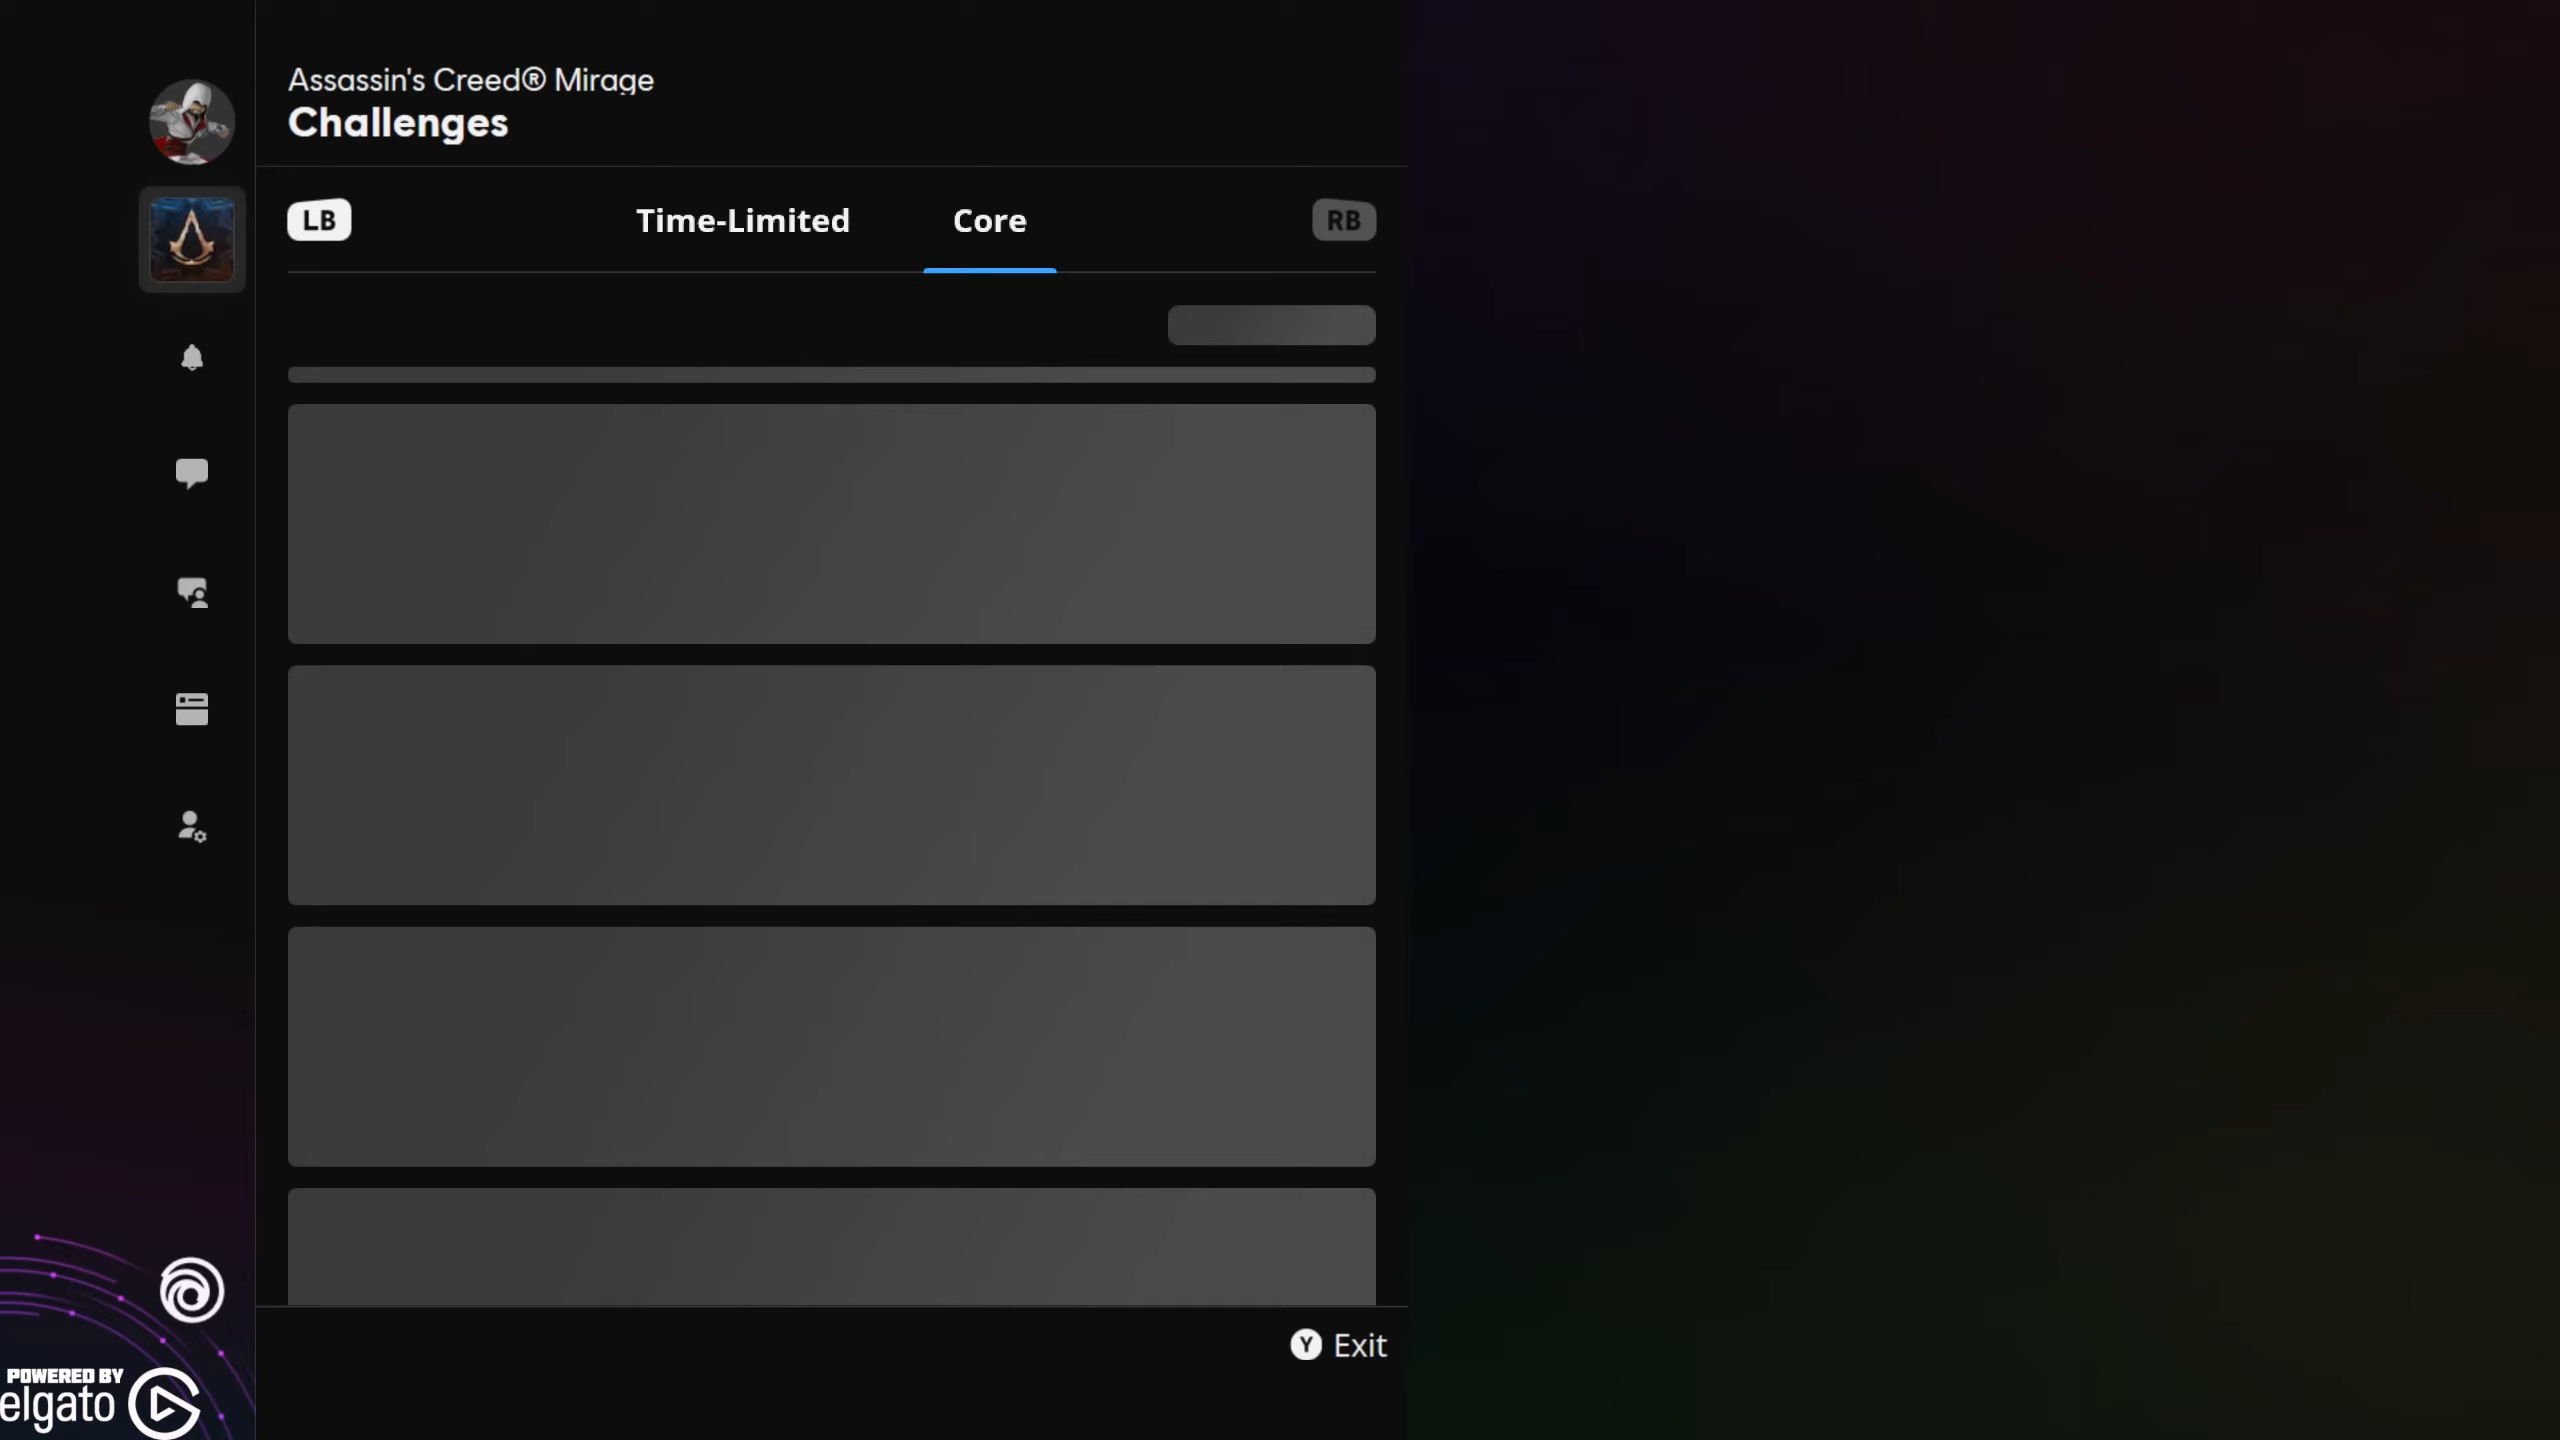 Assassin's Creed® Mirage
Challenges
LB
Time-Limited
Core
RB
Y Exit
POWERED BY
elgato